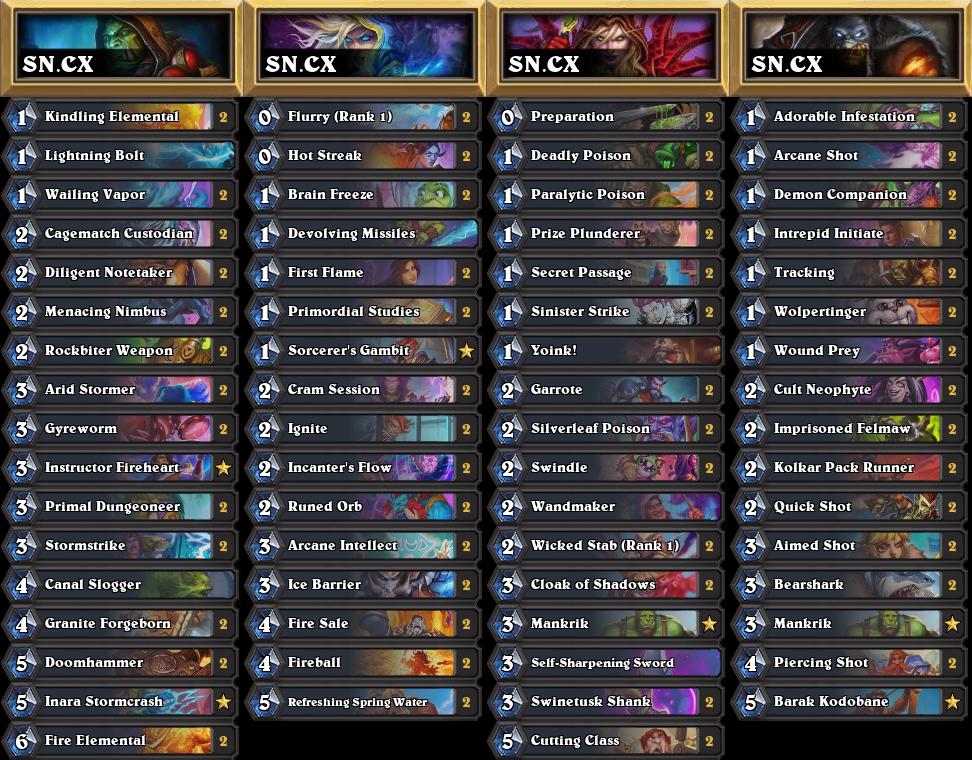 SN.CX
1 Kindling Elemental 2
1 Lightning Bolt
1 Wailing Vapor 2
2 Cagematch Custodian 2
2 Diligent Notetaker 2
2 Menacing Nimbus 2
2 Rockbiter Weapon 2
3 Arid Stormer 2
3 Gyreworm 2
3 Instructor Fireheart
3 Primal Dungeoneer 2
3 Stormstrike 2
4 Canal Slogger
4 Granite Forgeborn 2
5 Doomhammer 2
5 Inara Stormcrash
6 Fire Elemental 2
SN.CX
0 Flurry (Rank 1) 2
0 Hot Streak 2
1 Brain Freeze 2
1 Devolving Missiles
1 First Flame 2
1 Primordial Studies 2
1 Sorcerer's Gambit
2 Cram Session 2
2 Ignite 2
2 Incanter's Flow 2
2 Runed Orb 2
3 Arcane Intellect 2
3 Ice Barrier 2
4 Fire Sale 2
4 Fireball 2
5 Refreshing Spring Water 2
SN.CX
0 Preparation 2
1 Deadly Poison 2
1 Paralytic Poison 2
1 Prize Plunderer 2
1 Secret Passage 2
1 Sinister Strike 2
1 Yoink!
2 Garrote 2
2 Silverleaf Poison 2
2 Swindle 2
2 Wandmaker
2 Wicked Stab (Rank 1) 2
3 Cloak of Shadows 2
3 Mankrik
3 Self-Sharpening Sword
3 Swinetusk Shank 2
5 Cutting Class 2
SN.CX
1 Adorable Infestation 2
1 Arcane Shot 2
1 Demon Companion 2
1 Intrepid Initiate 2
1 Tracking 2
1 Wolpertinger 2
1 Wound Prey 2
2 Cult Neophyte 2
2 Imprisoned Felmaw 2
2 Kolkar Pack Runner 2
2 Quick Shot 2
3 Aimed Shot 2
3 Bearshark 2
3 Mankrik
4 Piercing Shot 2
5 Barak Kodobane